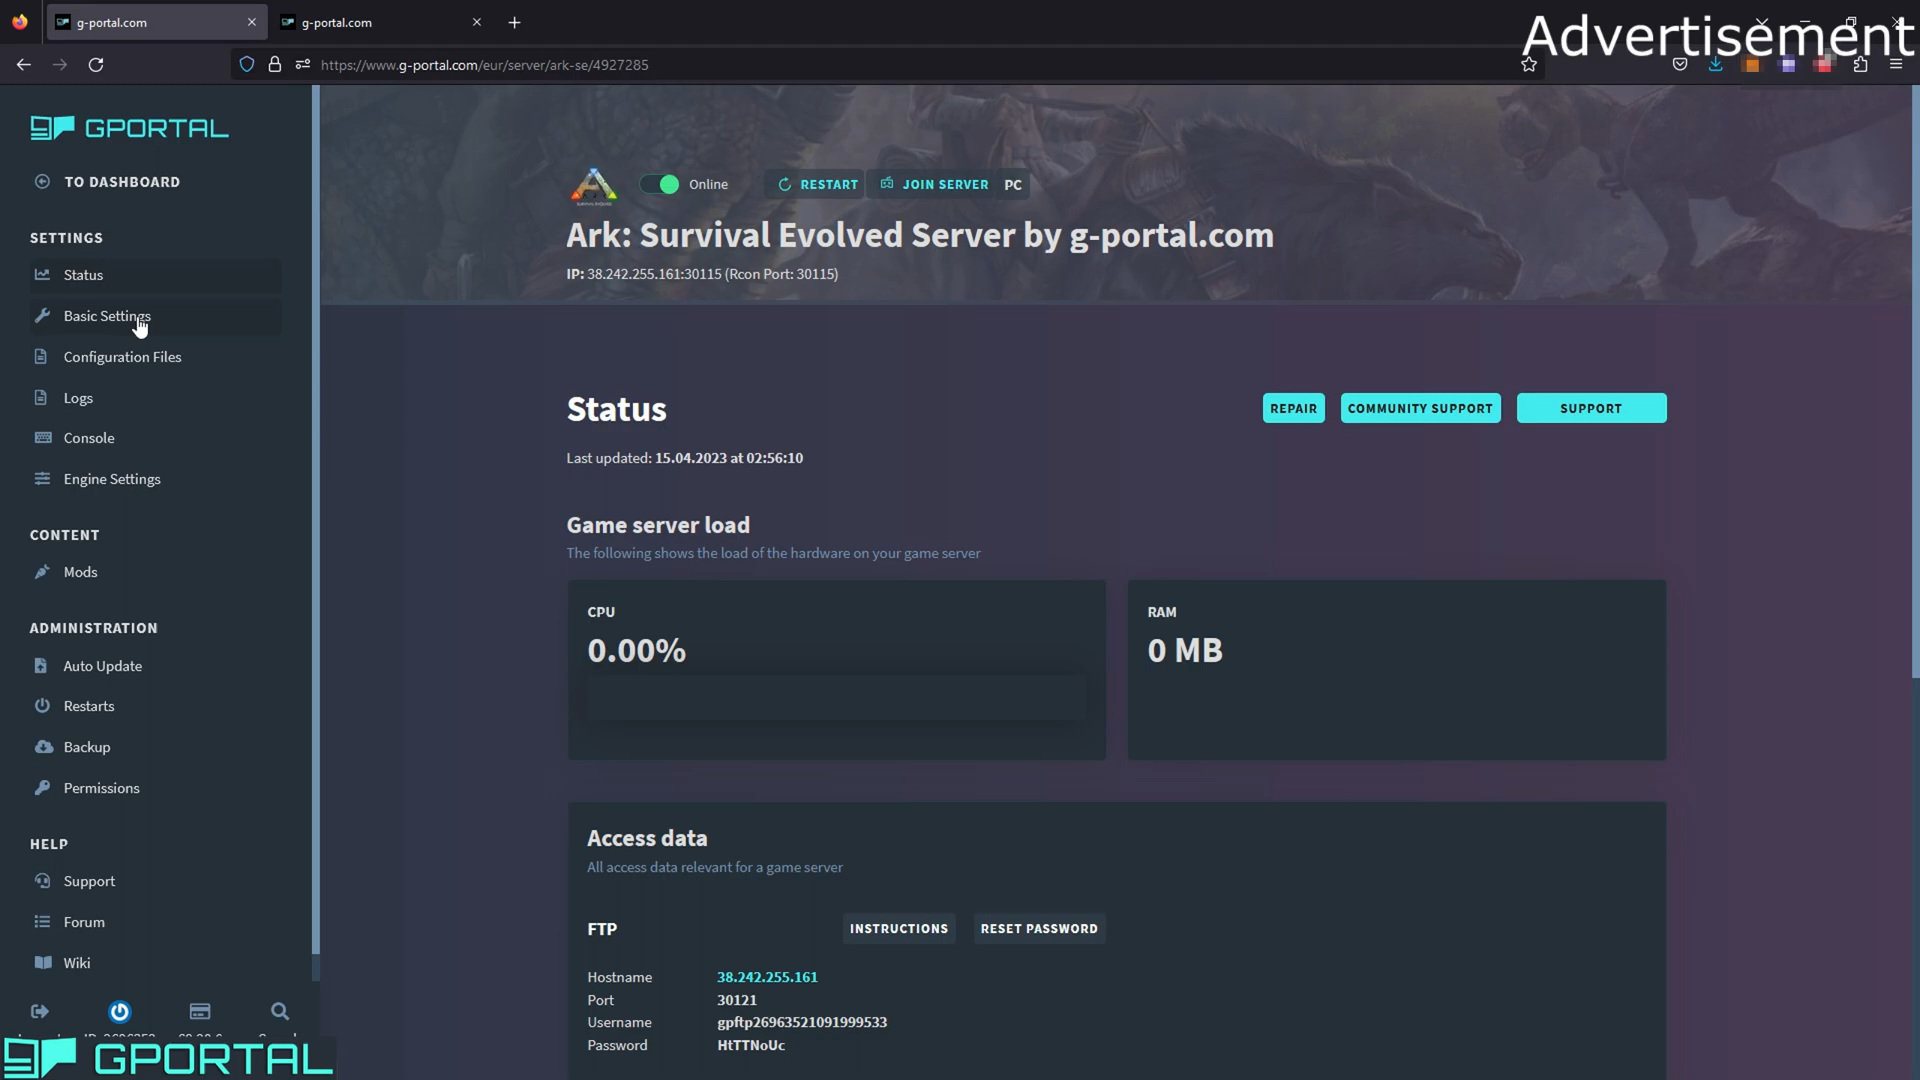 g-portal.com
g-portal.com
Advertisement
https://www.g-portal.com/eur/server/ark-se/4927285
GPORTAL
TO DASHBOARD
SETTINGS
Status
Basic Settings
Configuration Files
Logs
Console
Engine Settings
CONTENT
Mods
ADMINISTRATION
Auto Update
Restarts
Backup
Permissions
HELP
Support
Forum
Wiki
GPORTAL
SURVIVAL EVOLVED
Online
RESTART
JOIN SERVER PC
Ark: Survival Evolved Server by g-portal.com
IP: 38.242.255.161:30115 (Rcon Port: 30115)
Status
REPAIR
COMMUNITY SUPPORT
SUPPORT
Last updated: 15.04.2023 at 02:56:10
Game server load
The following shows the load of the hardware on your game server
CPU
0.00%
RAM
0 MB
Access data
All access data relevant for a game server
FTP
INSTRUCTIONS
RESET PASSWORD
Hostname 38.242.255.161
Port 30121
Username gpftp26963521091999533
Password HtTTNoUc